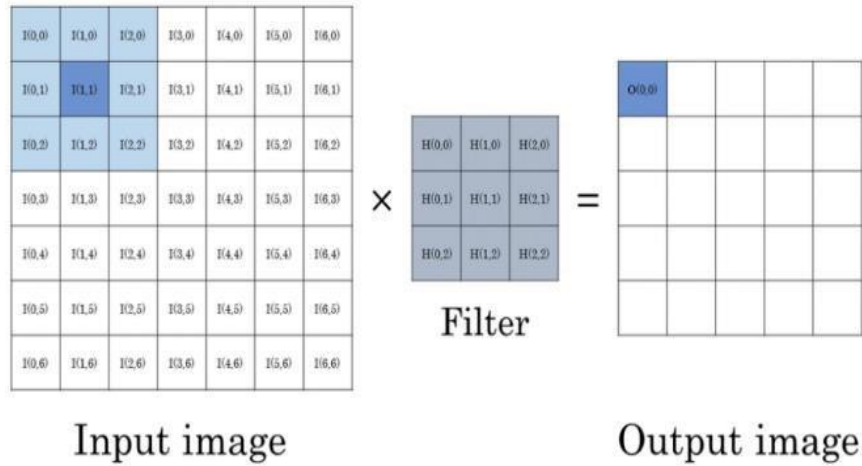 I(0,0) I(1,0) I(2,0) I(3,0) I(4,0) I(5,0) I(6,0)
I(0,1) I(1,1) I(2,1) I(3,1) I(4,1) I(5,1) I(6,1)
I(0,2) I(1,2) I(2,2) I(3,2) I(4,2) I(5,2) I(6,2)
I(0,3) I(1,3) I(2,3) I(3,3) I(4,3) I(5,3) I(6,3)
I(0,4) I(1,4) I(2,4) I(3,4) I(4,4) I(5,4) I(6,4)
I(0,5) I(1,5) I(2,5) I(3,5) I(4,5) I(5,5) I(6,5)
I(0,6) I(1,6) I(2,6) I(3,6) I(4,6) I(5,6) I(6,6)
Input image
×
H(0,0) H(1,0) H(2,0)
H(0,1) H(1,1) H(2,1)
H(0,2) H(1,2) H(2,2)
Filter
=
O(0,0)
Output image